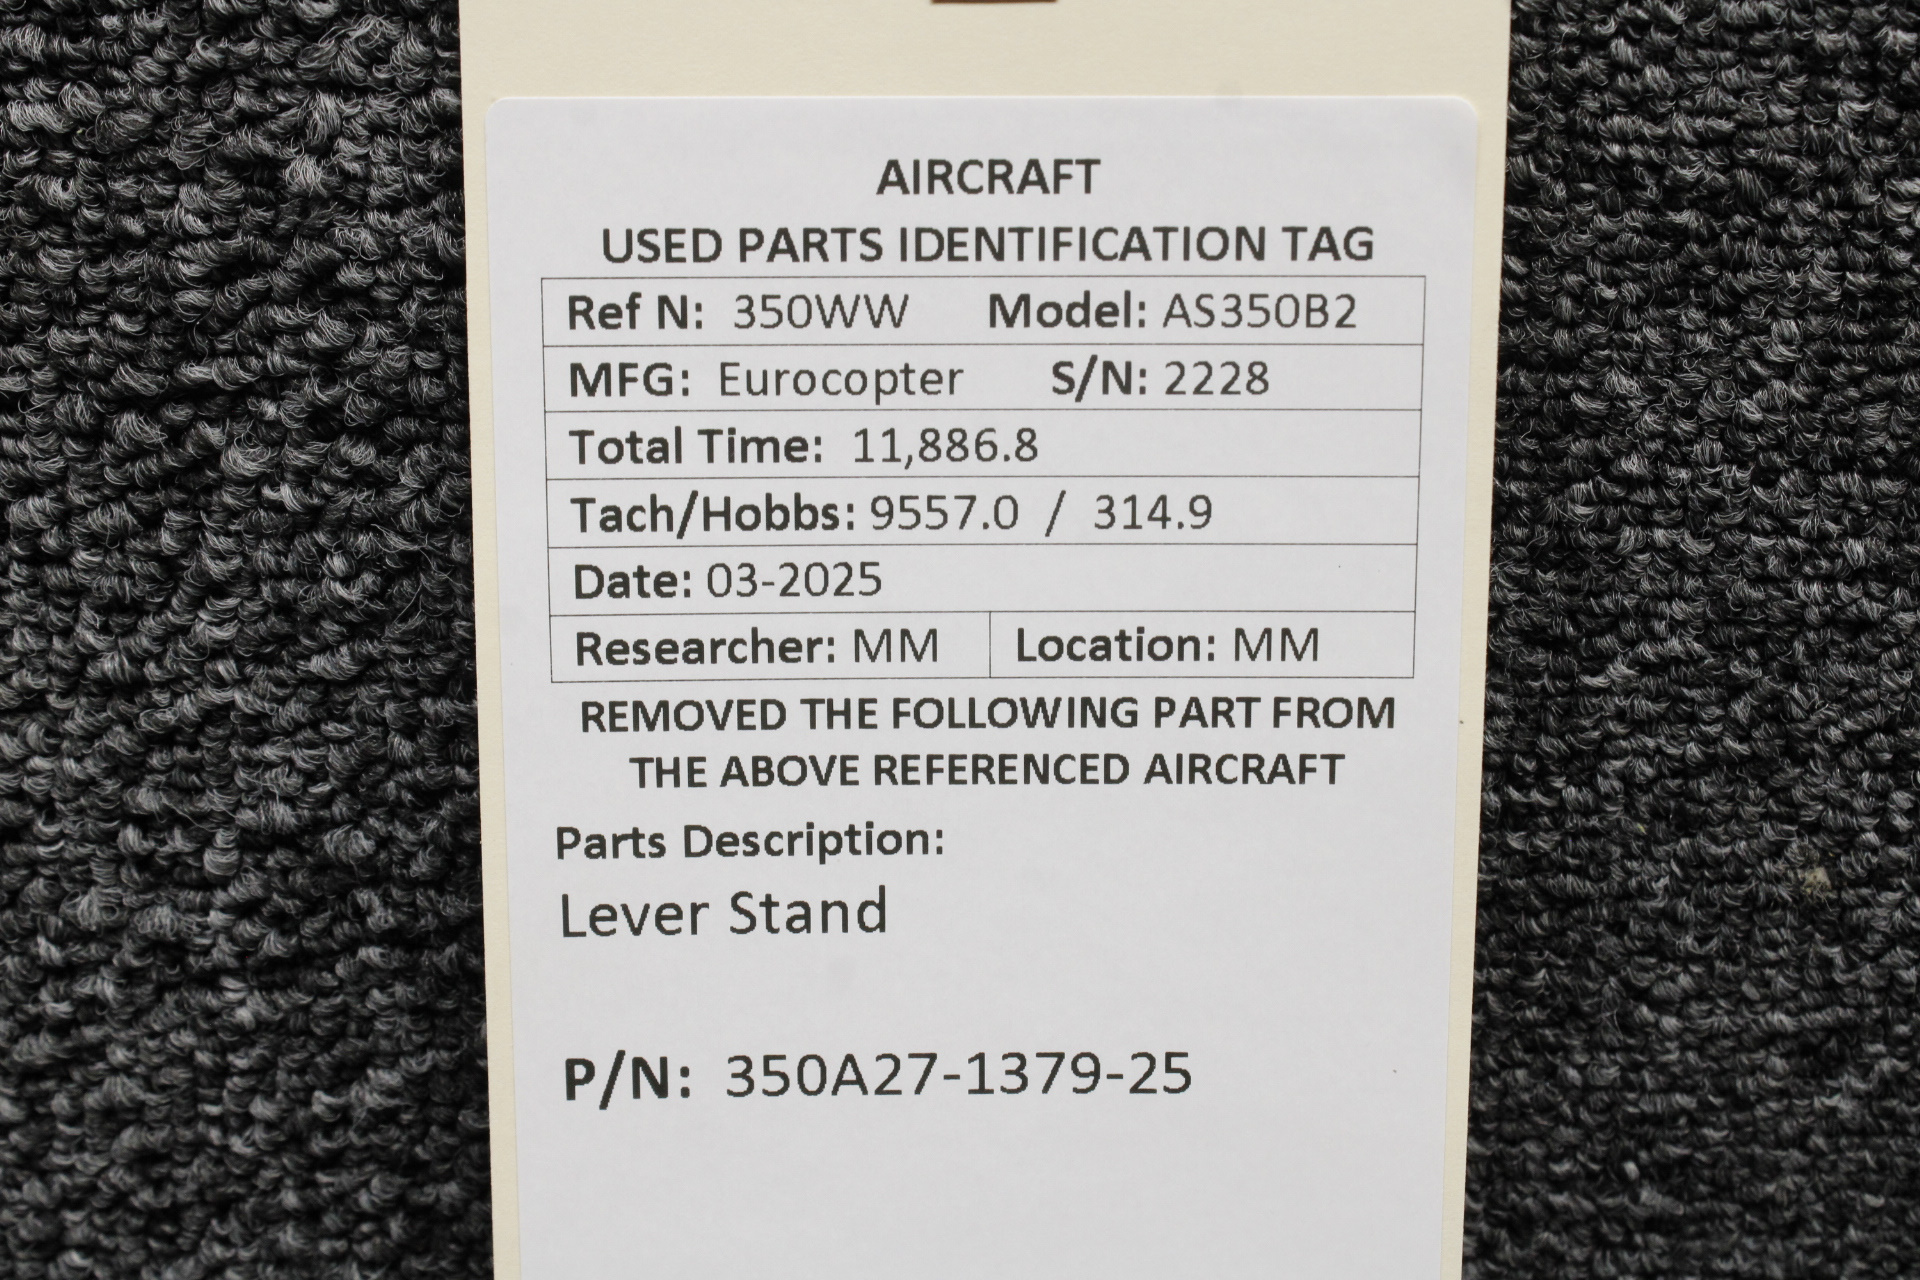 AIRCRAFT
USED PARTS IDENTIFICATION TAG
Ref N: 350WW Model: AS350B2
MFG: Eurocopter S/N: 2228
Total Time: 11,886.8
Tach/Hobbs: 9557.0 / 314.9
Date: 03-2025
Researcher: MM Location: MM
REMOVED THE FOLLOWING PART FROM
THE ABOVE REFERENCED AIRCRAFT
Parts Description:
Lever Stand
P/N: 350A27-1379-25